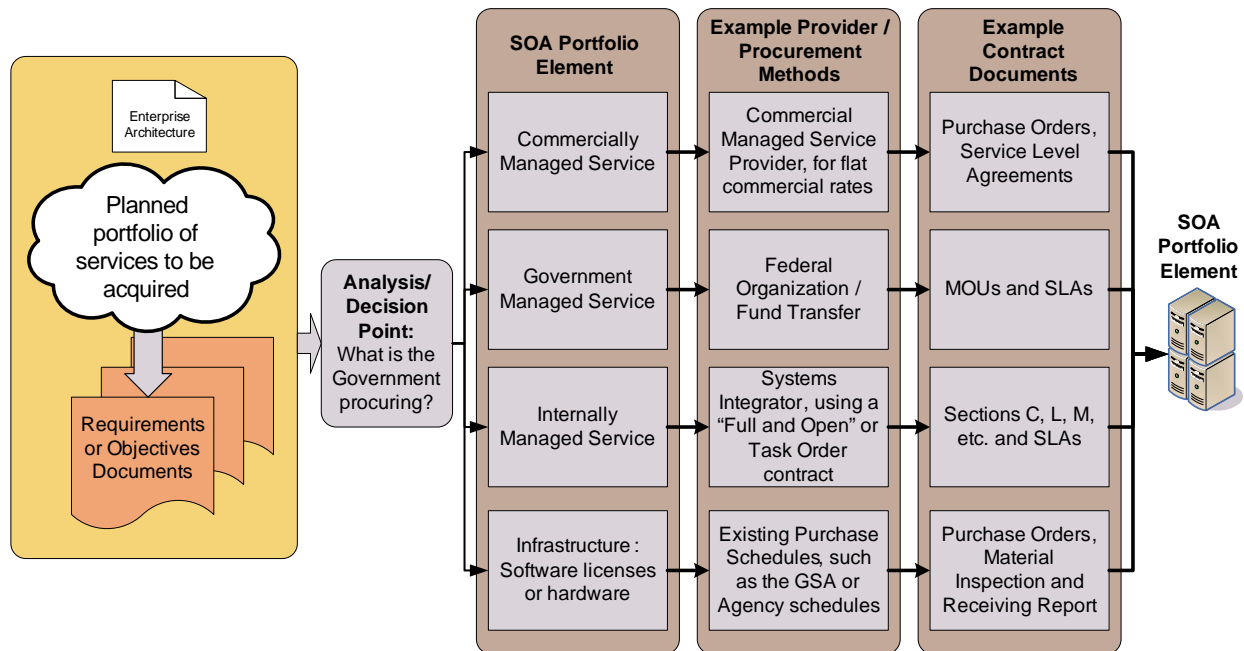 Enterprise
Architecture
Planned
portfolio of
services to be
acquired
Requirements
or Objectives
Documents
Analysis/
Decision
Point:
What is the
Government
procuring?
SOA Portfolio
Element
Commercially
Managed Service
Government
Managed Service
Internally
Managed Service
Infrastructure :
Software licenses
or hardware
Example Provider /
Procurement
Methods
Commercial
Managed Service
Provider, for flat
commercial rates
Federal
Organization /
Fund Transfer
Systems
Integrator, using a
“Full and Open” or
Task Order
contract
Existing Purchase
Schedules, such
as the GSA or
Agency schedules
Example
Contract
Documents
Purchase Orders,
Service Level
Agreements
MOUs and SLAs
Sections C, L, M,
etc. and SLAs
Purchase Orders,
Material
Inspection and
Receiving Report
SOA
Portfolio
Element